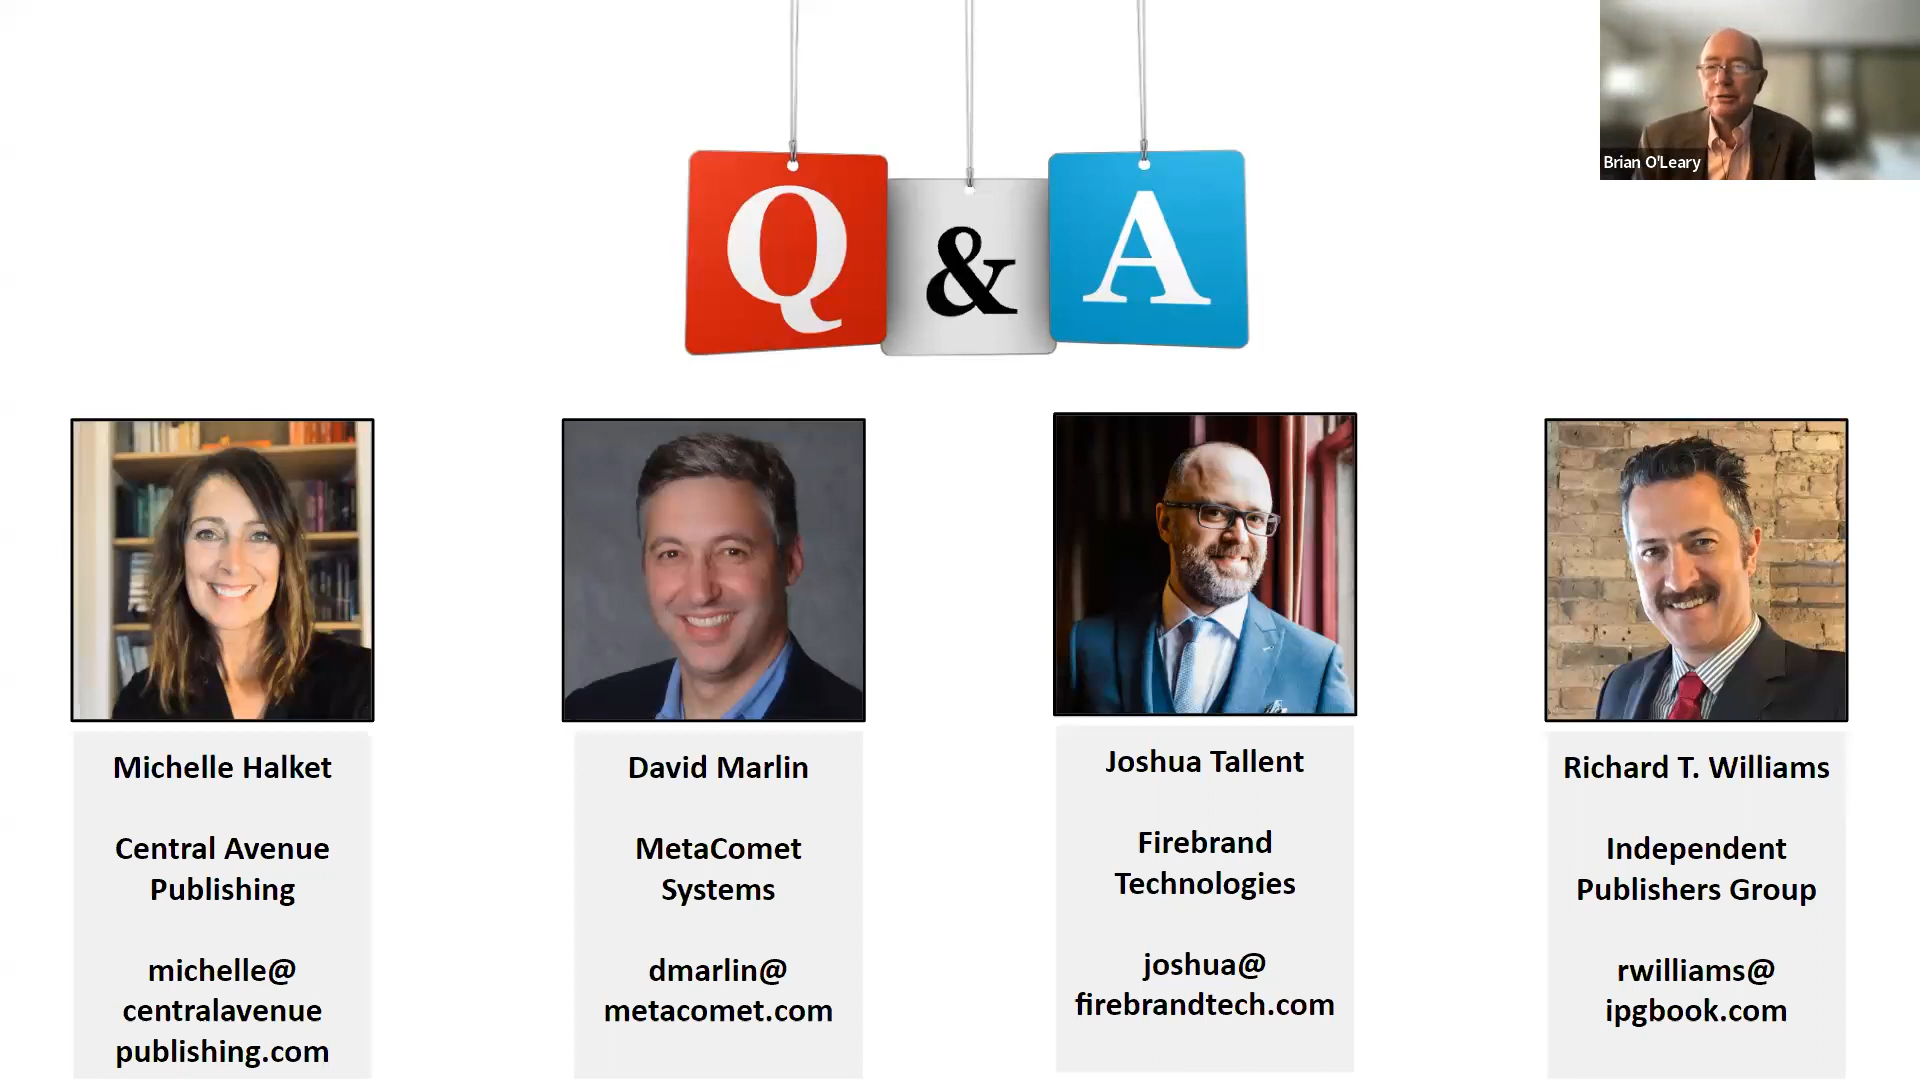 Q & A
Brian O'Leary
Michelle Halket
Central Avenue
Publishing
michelle@
centralavenue
publishing.com
David Marlin
MetaComet
Systems
dmarlin@
metacomet.com
Joshua Tallent
Firebrand
Technologies
joshua@
firebrandtech.com
Richard T. Williams
Independent
Publishers Group
rwilliams@
ipgbook.com